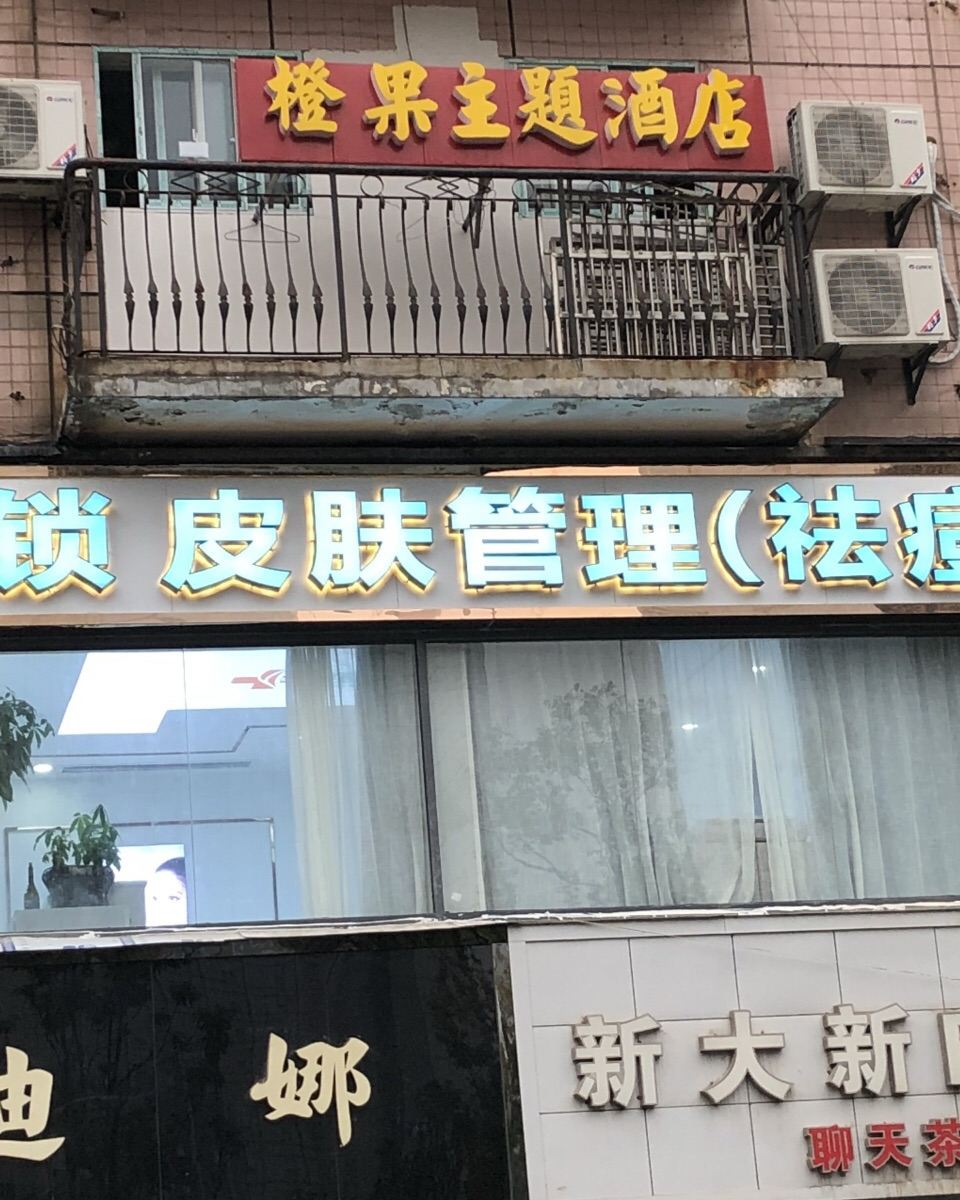 橙果主题酒店
锁 皮肤管理(祛痘
迪娜
新大新
聊天茶